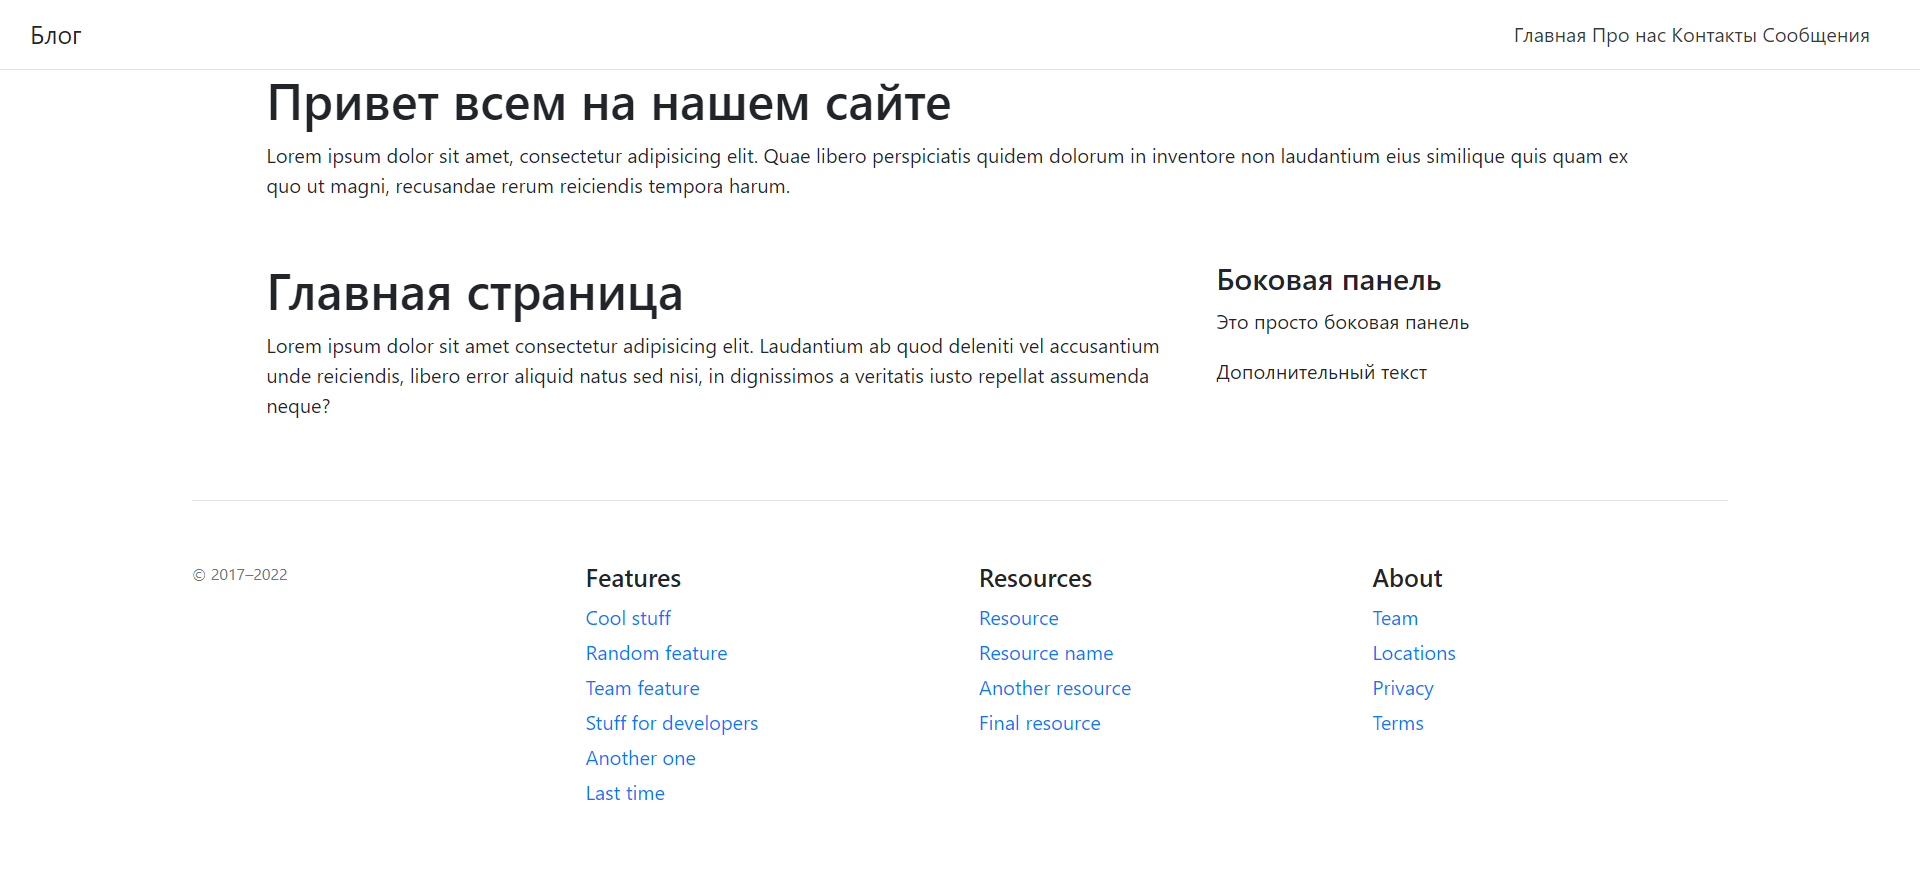 Блог
Главная Про нас Контакты Сообщения
Привет всем на нашем сайте
Lorem ipsum dolor sit amet, consectetur adipisicing elit. Quae libero perspiciatis quidem dolorum in inventore non laudantium eius similique quis quam ex
quo ut magni, recusandae rerum reiciendis tempora harum.
Главная страница
Lorem ipsum dolor sit amet consectetur adipisicing elit. Laudantium ab quod deleniti vel accusantium
unde reiciendis, libero error aliquid natus sed nisi, in dignissimos a veritatis iusto repellat assumenda
neque?
Боковая панель
Это просто боковая панель
Дополнительный текст
© 2017–2022
Features
Cool stuff
Random feature
Team feature
Stuff for developers
Another one
Last time
Resources
Resource
Resource name
Another resource
Final resource
About
Team
Locations
Privacy
Terms